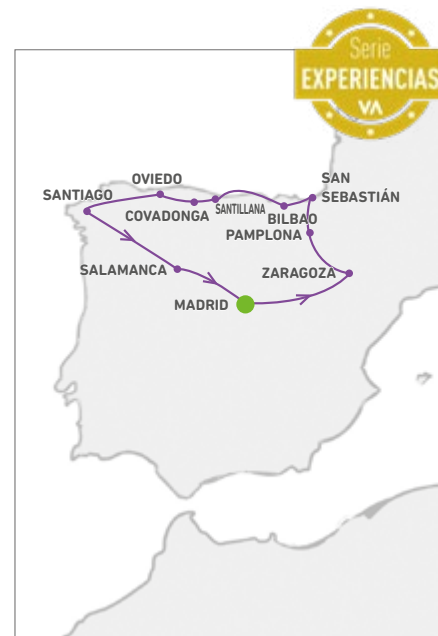 Serie
EXPERIENCIAS
VA
OVIEDO
SAN
SEBASTIÁN
SANTIAGO
COVADONGA
SANTILLANA
BILBAO
PAMPLONA
SALAMANCA
ZARAGOZA
MADRID